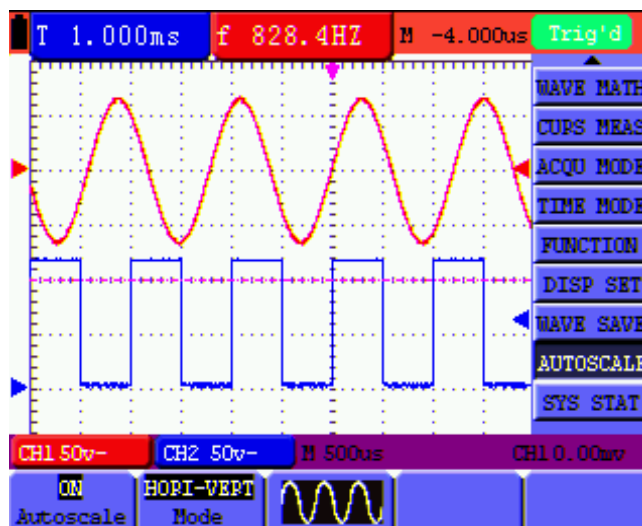 T 1.000ms f 828.4HZ M -4.000us Trig'd
WAVE MATH
CURS MEAS
ACQU MODE
TIME MODE
FUNCTION
DISP SET
WAVE SAVE
AUTOSCALE
SYS STAT
CH1 50v~ CH2 50v~ M 500us CH1 0.00mv
ON
Autoscale
HORI-VERT
Mode